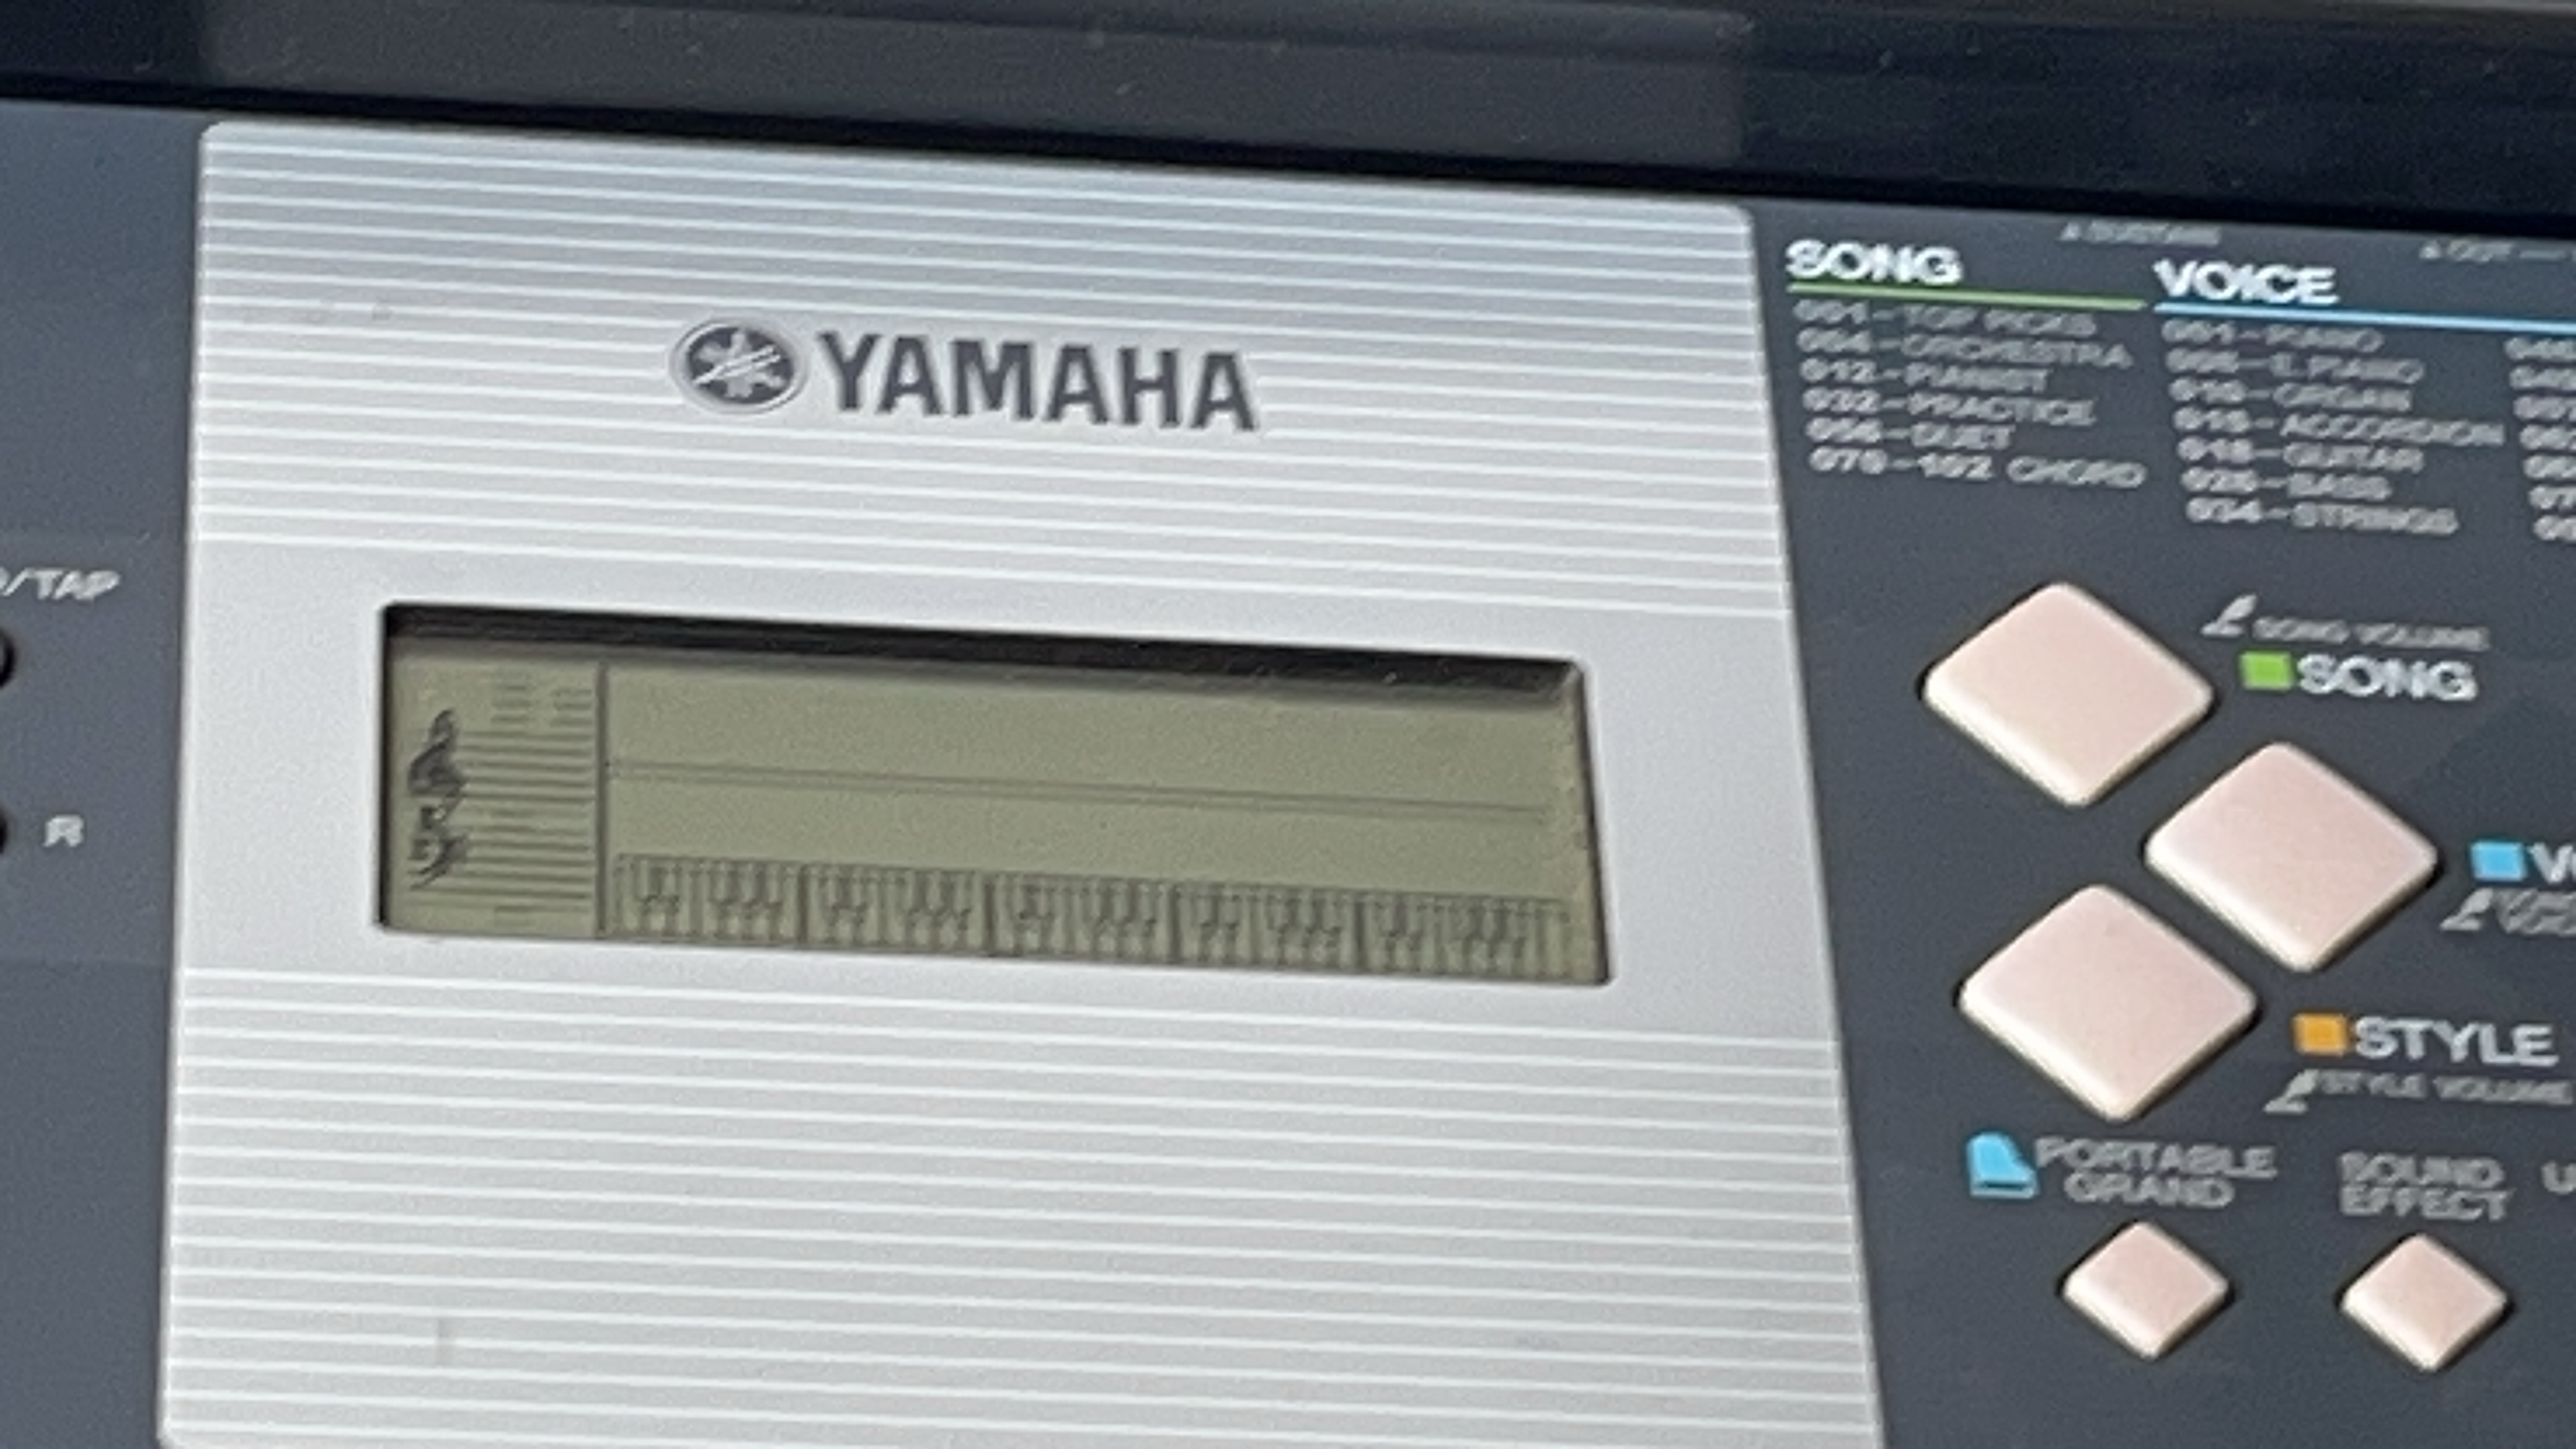 YAMAHA
SONG
001-TOP PICKS
004-ORCHESTRA
012-PIANIST
032-PRACTICE
056-DUET
070-102 CHORD
VOICE
001-PIANO
006-E.PIANO
010-ORGAN
015-ACCORDION
018-GUITAR
026-BASS
034-STRINGS
/TAP
R
SONG VOLUME
SONG
STYLE
STYLE VOLUME
PORTABLE
GRAND
SOUND
EFFECT